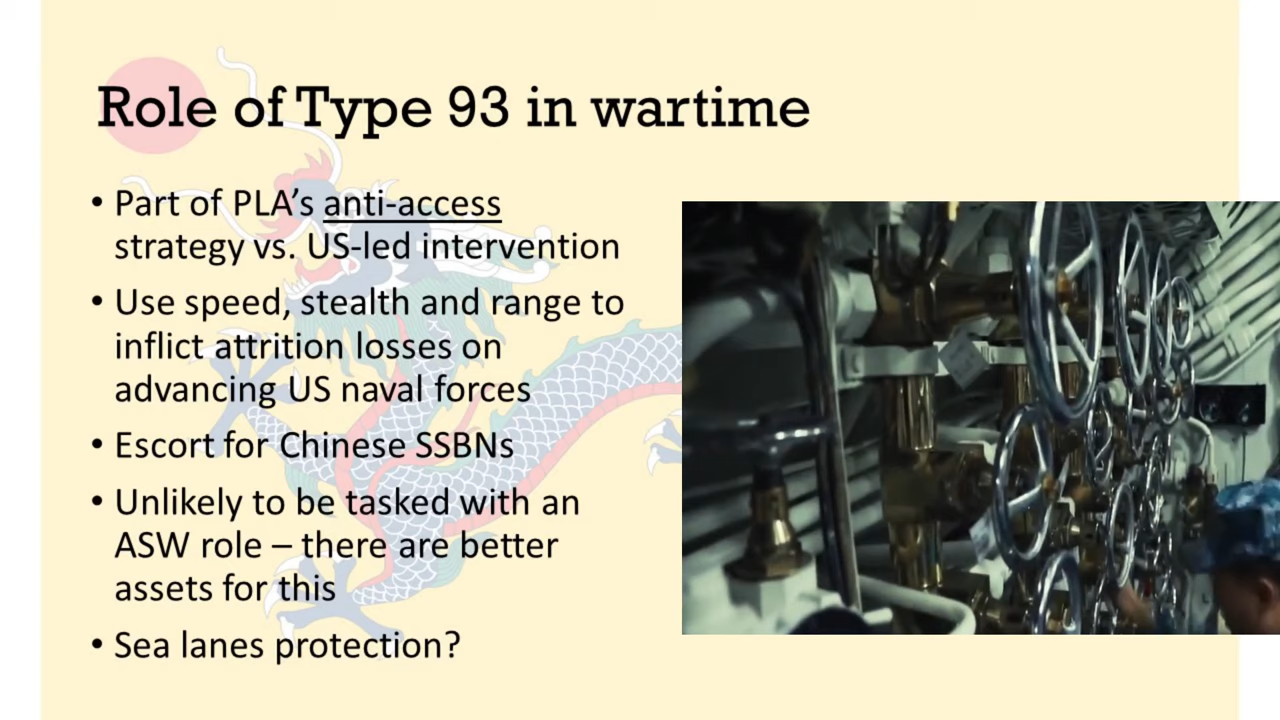 Role of Type 93 in wartime
• Part of PLA’s anti-access
strategy vs. US-led intervention
• Use speed, stealth and range to
inflict attrition losses on
advancing US naval forces
• Escort for Chinese SSBNs
• Unlikely to be tasked with an
ASW role – there are better
assets for this
• Sea lanes protection?